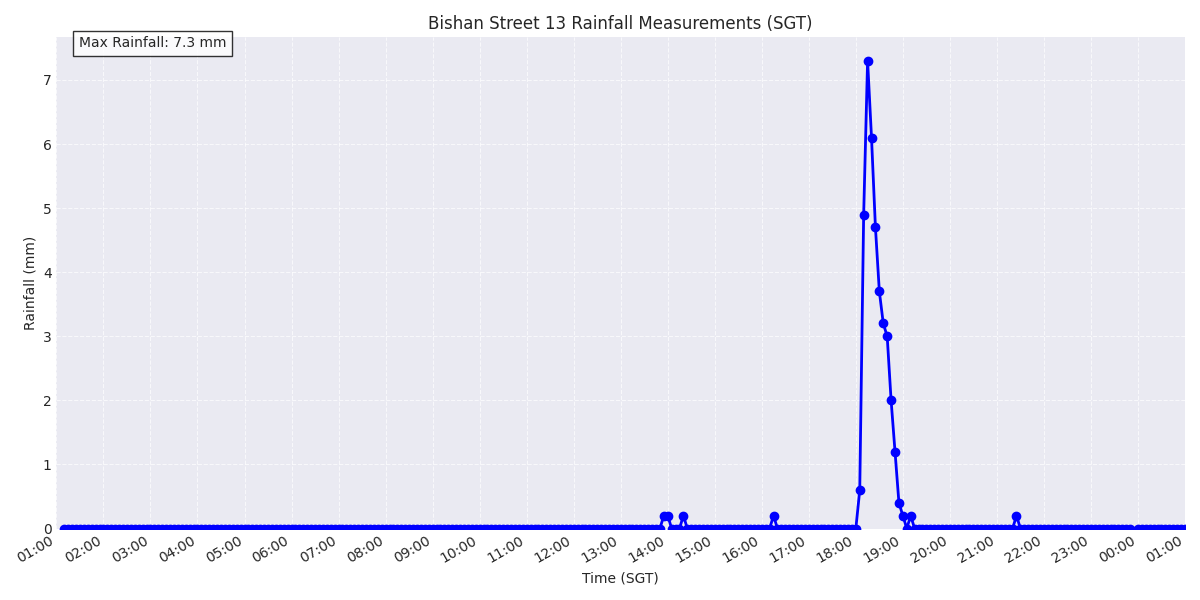 Bishan Street 13 Rainfall Measurements (SGT)
Max Rainfall: 7.3 mm
7
6
5
4
3
2
1
0
Rainfall (mm)
01:00 02:00 03:00 04:00 05:00 06:00 07:00 08:00 09:00 10:00 11:00 12:00 13:00 14:00 15:00 16:00 17:00 18:00 19:00 20:00 21:00 22:00 23:00 00:00 01:00
Time (SGT)